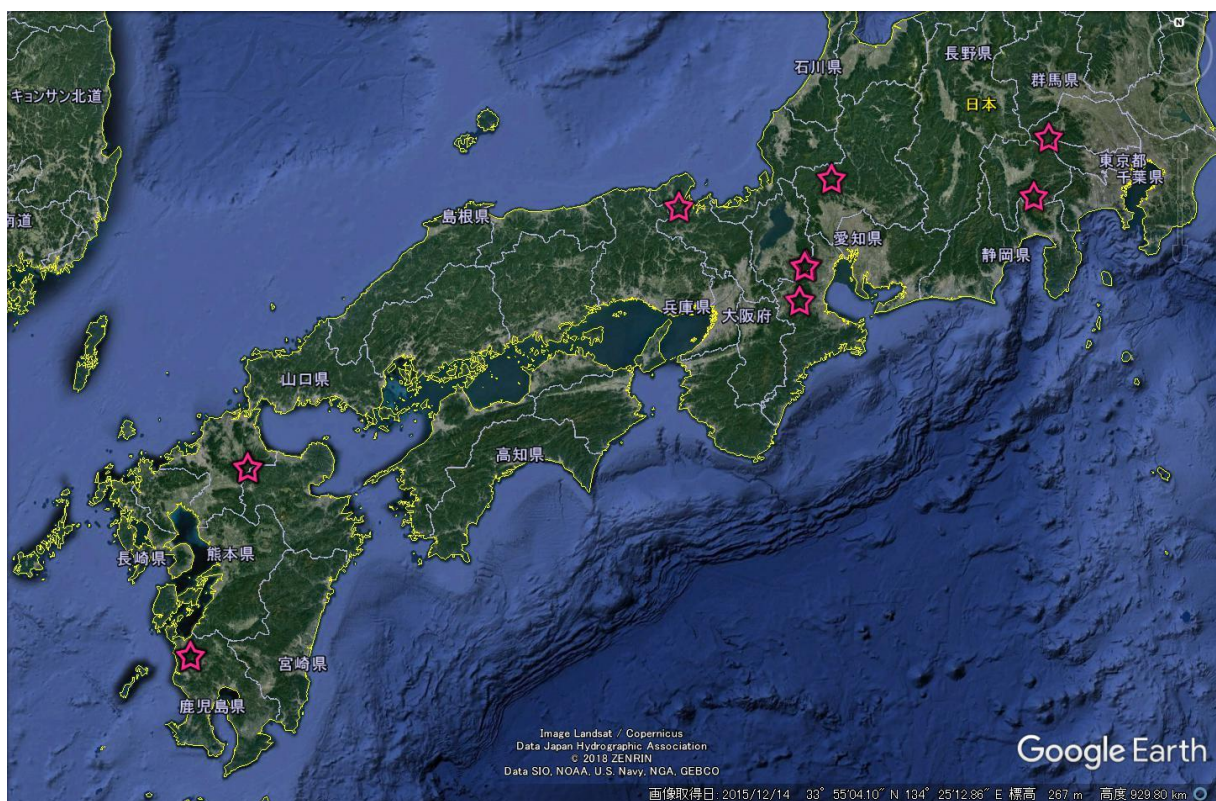 石川県
長野県
群馬県
キョンサン北道
日本
東京都
千葉県
島根県
愛知県
静岡県
南道
兵庫県
大阪府
山口県
高知県
長崎県
熊本県
宮崎県
鹿児島県
Image Landsat / Copernicus
Data Japan Hydrographic Association
© 2018 ZENRIN
Data SIO, NOAA, U.S. Navy, NGA, GEBCO
Google Earth
画像取得日: 2015/12/14 33° 55'04.10" N 134° 25'12.86" E 標高 267 m 高度 929.80 km